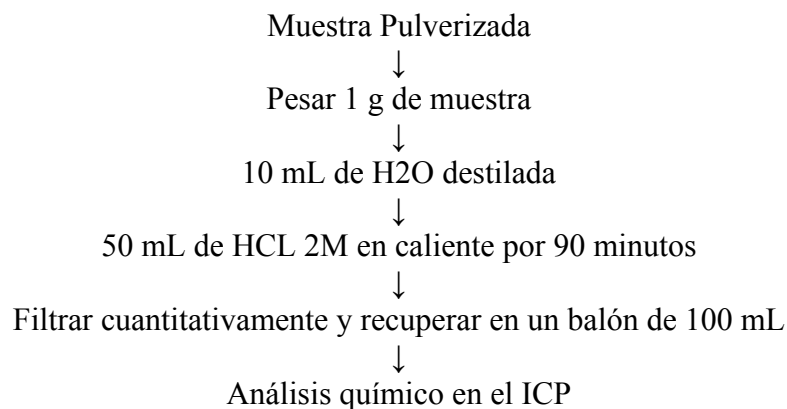 Muestra Pulverizada
↓
Pesar 1 g de muestra
↓
10 mL de H2O destilada
↓
50 mL de HCL 2M en caliente por 90 minutos
↓
Filtrar cuantitativamente y recuperar en un balón de 100 mL
↓
Análisis químico en el ICP